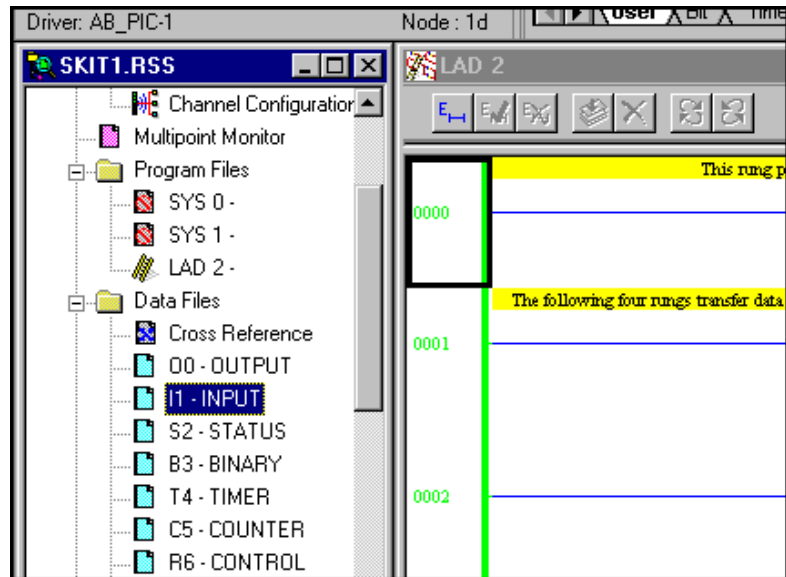 Driver: AB_PIC-1
Node : 1d
User
Bit
SKIT1.RSS
LAD 2
Channel Configuration
Multipoint Monitor
Program Files
SYS 0 -
SYS 1 -
LAD 2 -
Data Files
Cross Reference
O0 - OUTPUT
I1 - INPUT
S2 - STATUS
B3 - BINARY
T4 - TIMER
C5 - COUNTER
R6 - CONTROL
This rung p
0000
The following four rungs transfer data
0001
0002